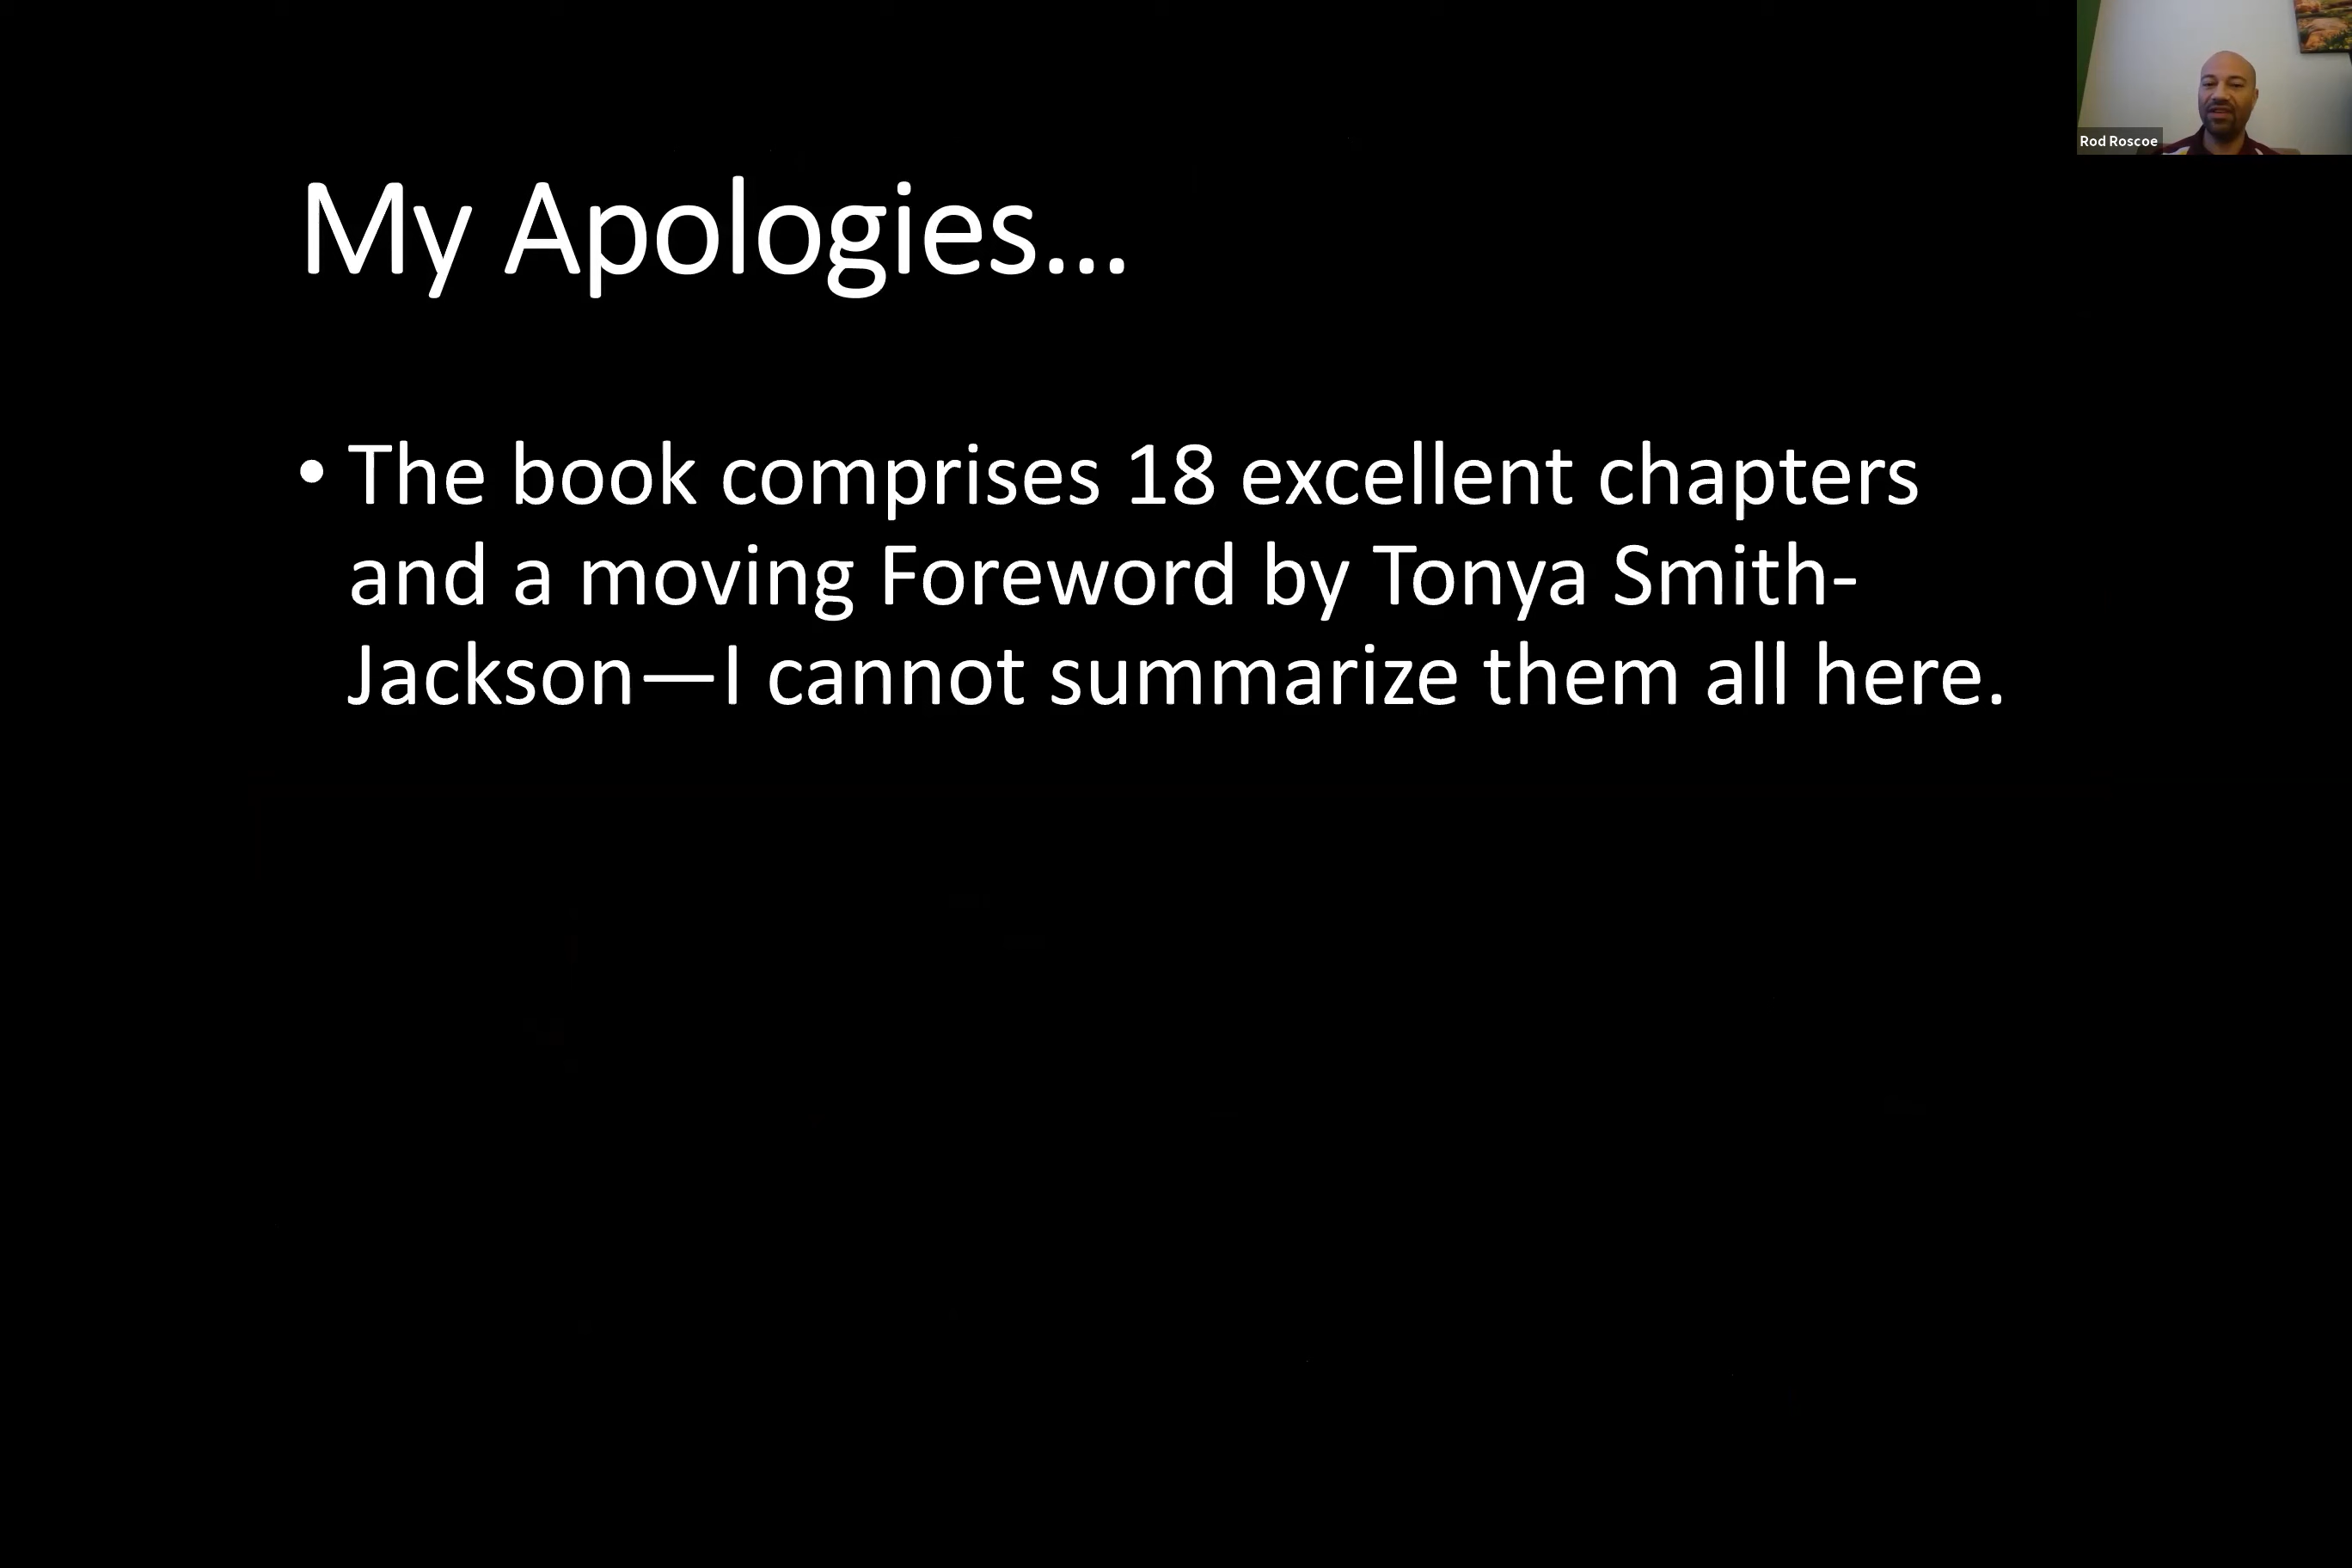 My Apologies…
• The book comprises 18 excellent chapters
and a moving Foreword by Tonya Smith-
Jackson—I cannot summarize them all here.
Rod Roscoe